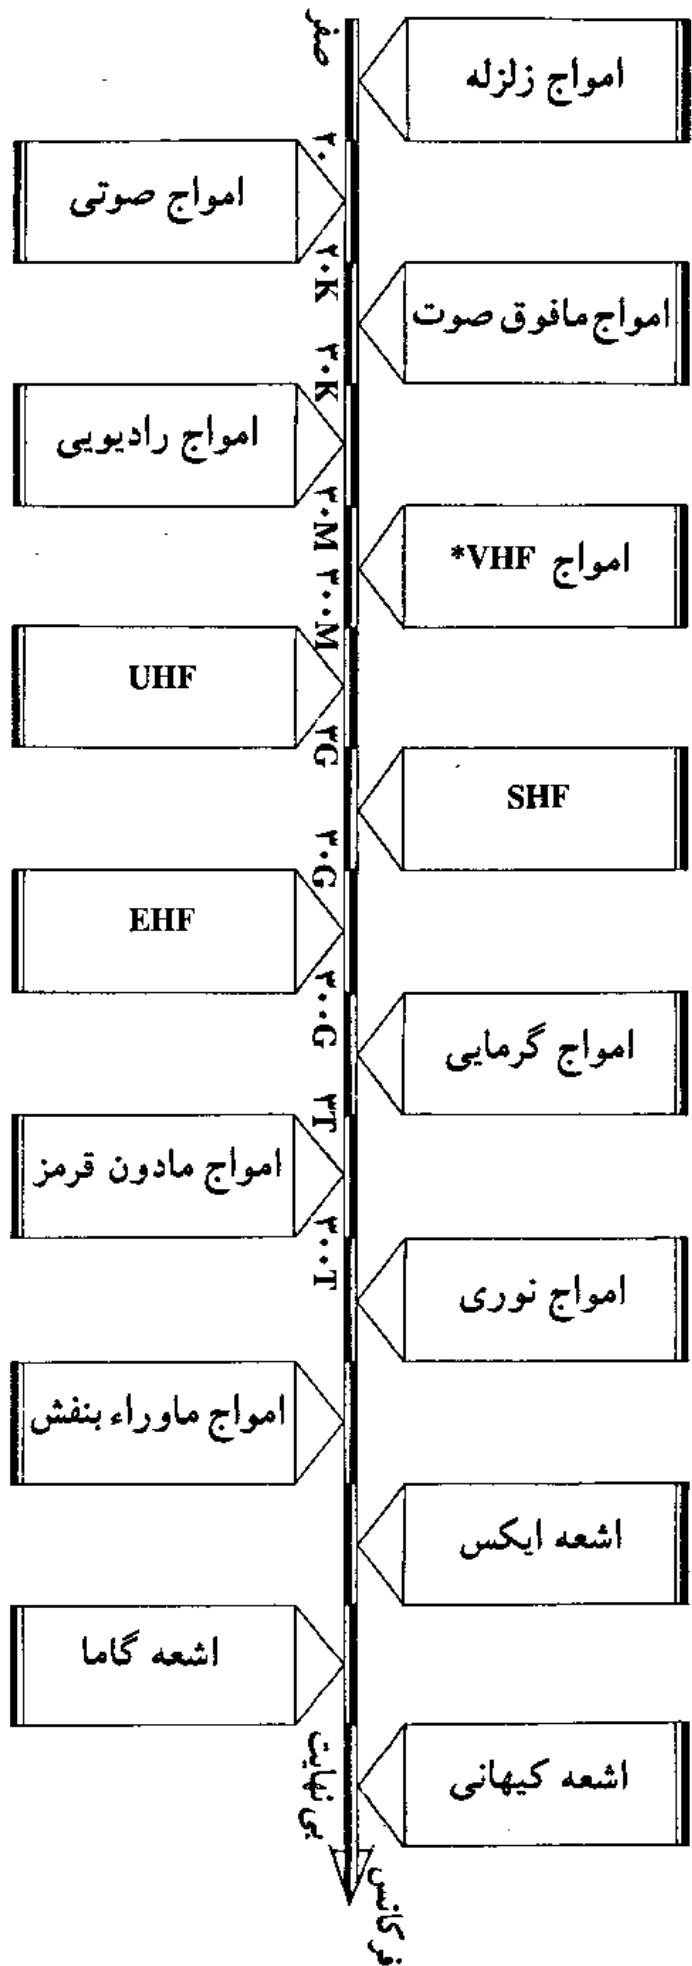 صفر
امواج زلزله
۲۰
امواج صوتی
۲۰K
امواج مافوق صوت
۳۰K
امواج رادیویی
۳۰M
امواج VHF*
۳۰۰M
UHF
۳G
SHF
۳۰G
EHF
۳۰۰G
امواج گرمایی
۳T
امواج مادون قرمز
۳۰۰T
امواج نوری
امواج ماوراء بنفش
اشعه ایکس
اشعه گاما
اشعه کیهانی
بی نهایت
فرکانس